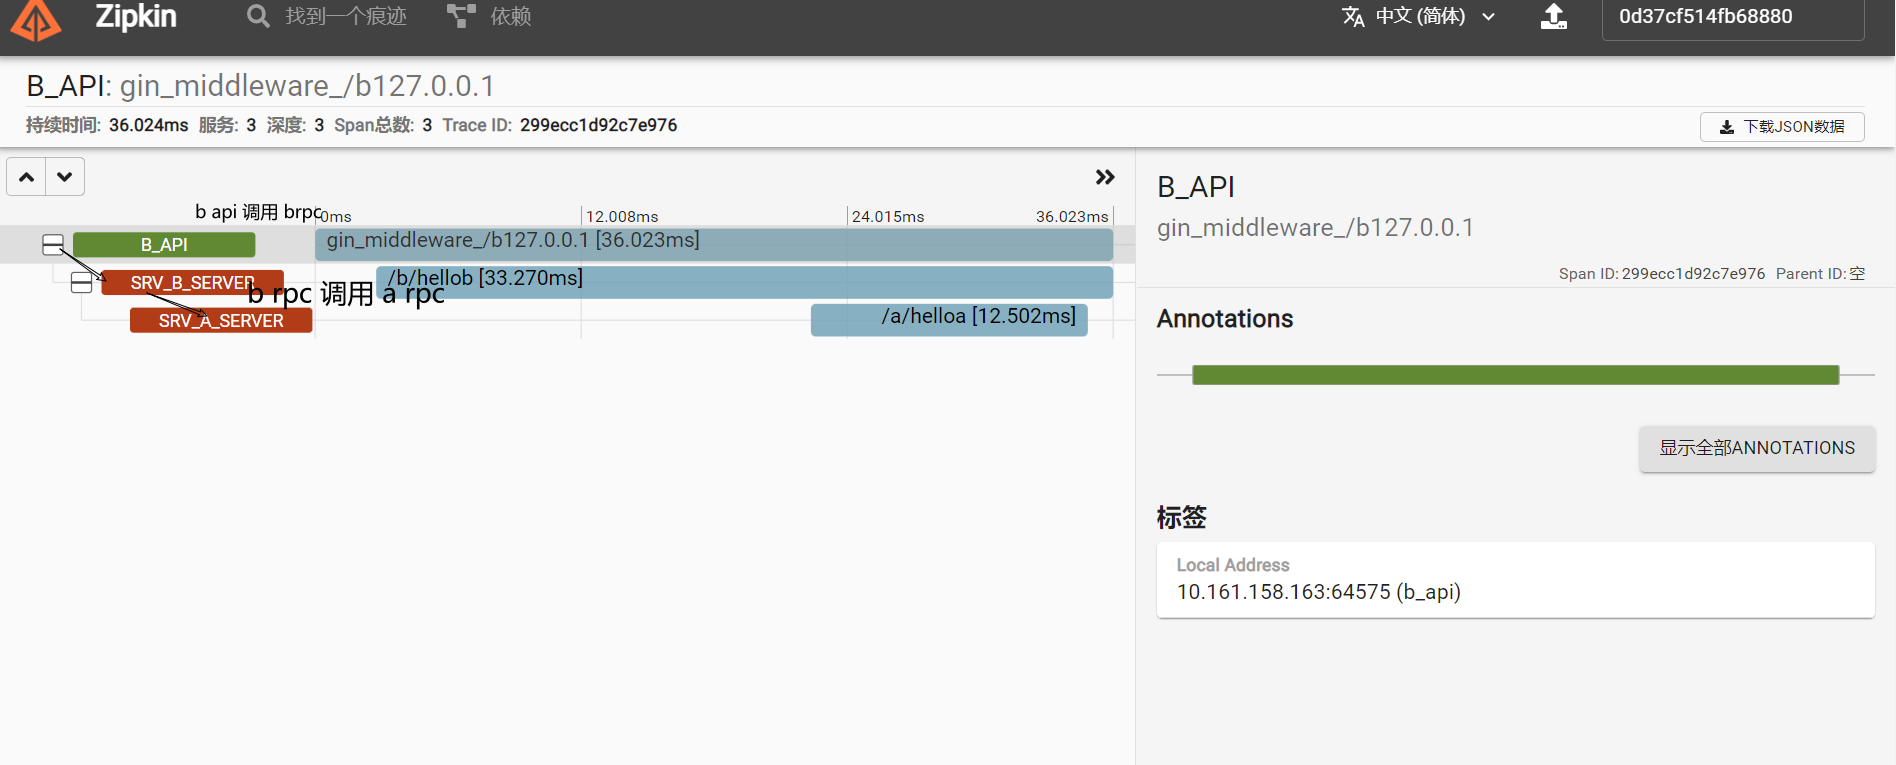 Zipkin
找到一个痕迹
依赖
中文 (简体)
0d37cf514fb68880
B_API: gin_middleware_/b127.0.0.1
持续时间: 36.024ms 服务: 3 深度: 3 Span总数: 3 Trace ID: 299ecc1d92c7e976
下载JSON数据
b api 调用 brpc
0ms 12.008ms 24.015ms 36.023ms
B_API gin_middleware_/b127.0.0.1 [36.023ms]
SRV_B_SERVER /b/hellob [33.270ms]
b rpc 调用 a rpc
SRV_A_SERVER /a/helloa [12.502ms]
B_API
gin_middleware_/b127.0.0.1
Span ID: 299ecc1d92c7e976 Parent ID: 空
Annotations
显示全部ANNOTATIONS
标签
Local Address
10.161.158.163:64575 (b_api)